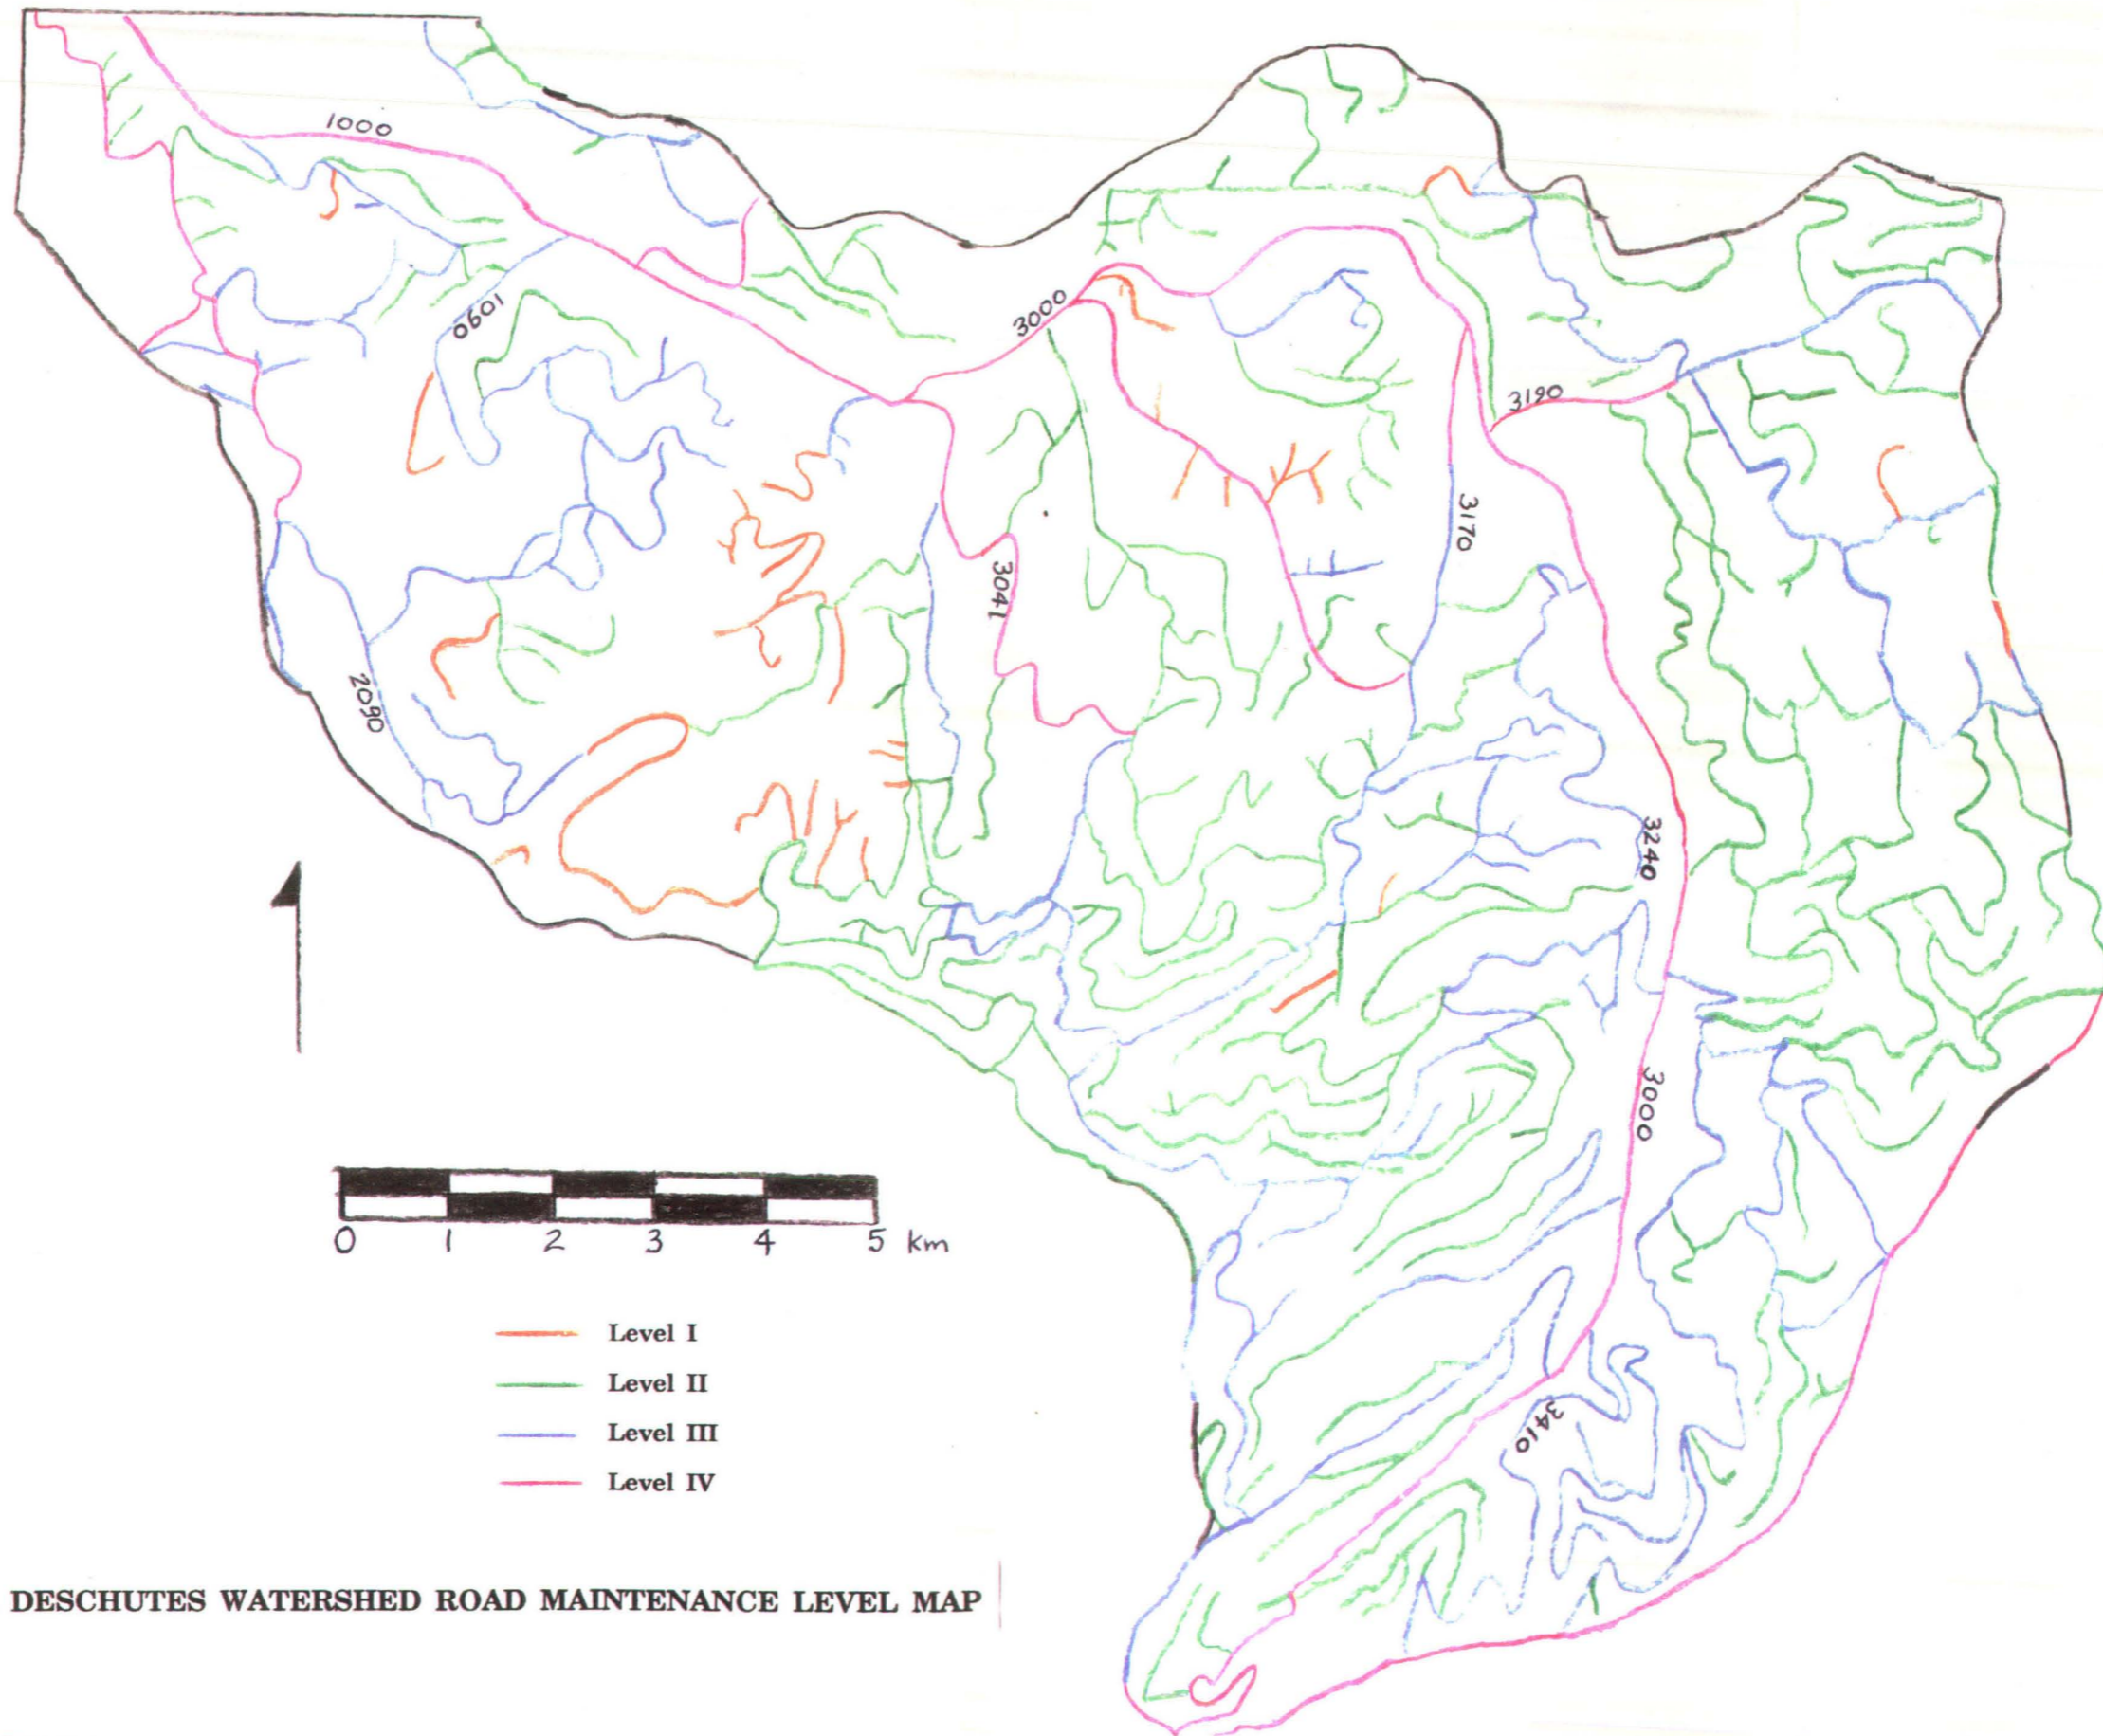 1000
1090
3000
3190
3170
3041
2090
3240
3000
3410
0 1 2 3 4 5 km
Level I
Level II
Level III
Level IV
DESCHUTES WATERSHED ROAD MAINTENANCE LEVEL MAP